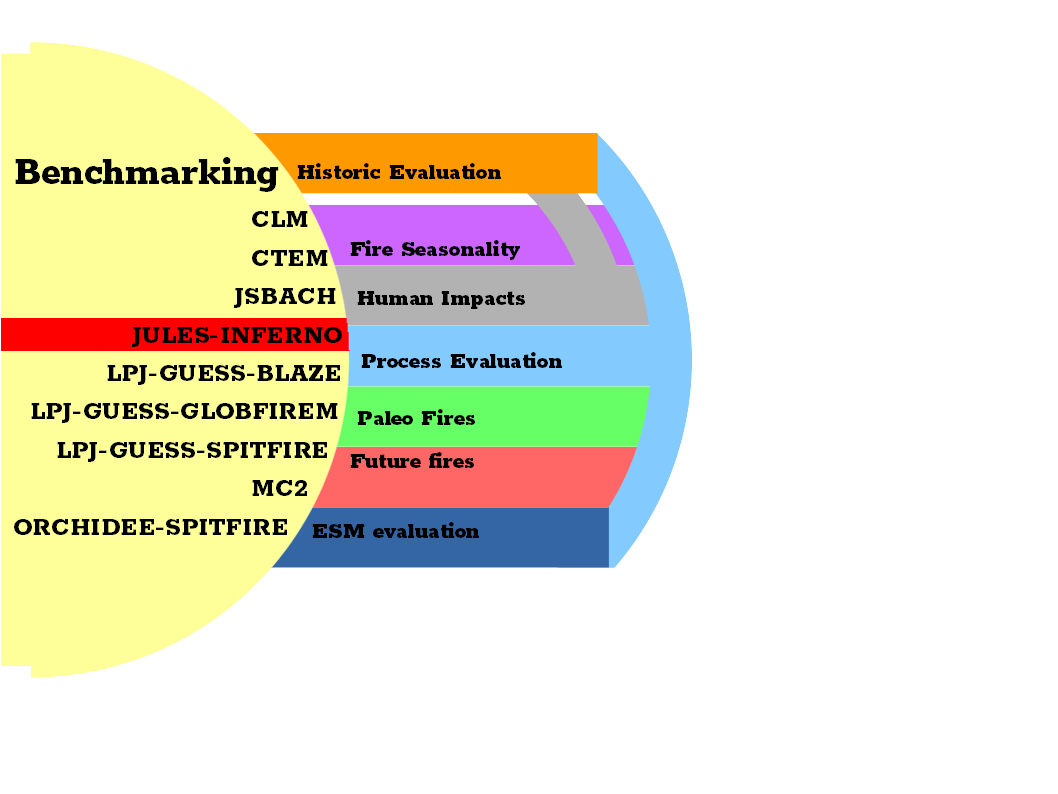 Benchmarking
CLM
CTEM
JSBACH
JULES-INFERNO
LPJ-GUESS-BLAZE
LPJ-GUESS-GLOBFIREM
LPJ-GUESS-SPITFIRE
MC2
ORCHIDEE-SPITFIRE
Historic Evaluation
Fire Seasonality
Human Impacts
Process Evaluation
Paleo Fires
Future fires
ESM evaluation